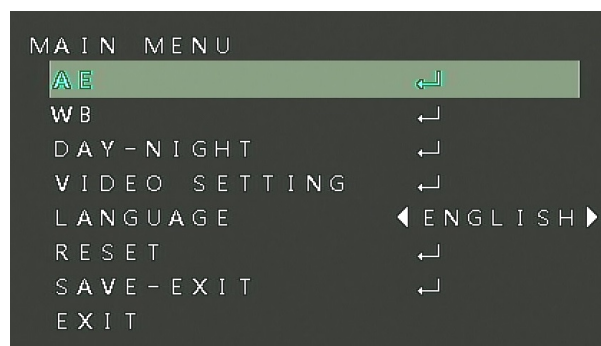 MAIN MENU
AE ↵
WB ↵
DAY-NIGHT ↵
VIDEO SETTING ↵
LANGUAGE ◀ENGLISH▶
RESET ↵
SAVE-EXIT ↵
EXIT